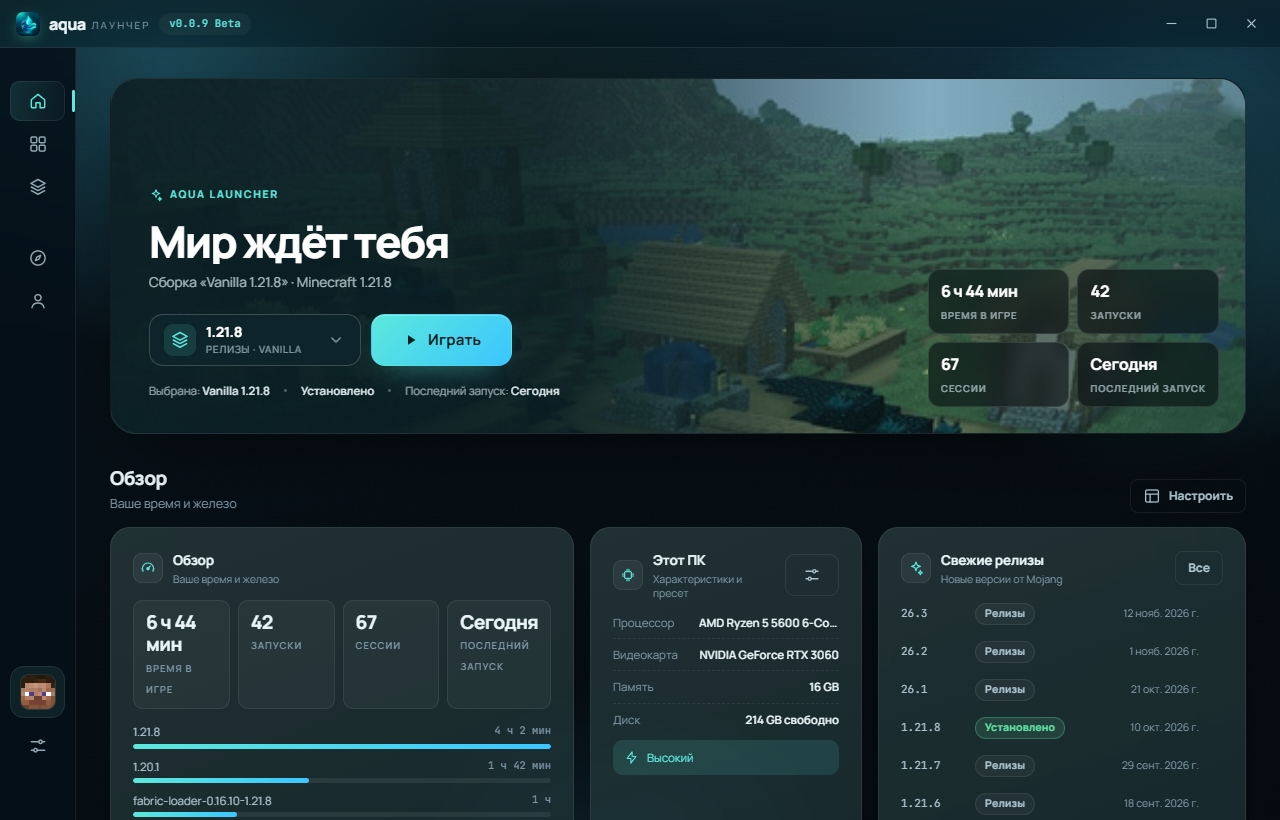 aqua ЛАУНЧЕР v0.0.9 Beta
AQUA LAUNCHER
Мир ждёт тебя
Сборка «Vanilla 1.21.8» · Minecraft 1.21.8
1.21.8
РЕЛИЗЫ · VANILLA
Играть
Выбрана: Vanilla 1.21.8 • Установлено • Последний запуск: Сегодня
6 ч 44 мин
ВРЕМЯ В ИГРЕ
42
ЗАПУСКИ
67
СЕССИИ
Сегодня
ПОСЛЕДНИЙ ЗАПУСК
Обзор
Ваше время и железо
Настроить
Обзор
Ваше время и железо
6 ч 44
мин
ВРЕМЯ В
ИГРЕ
42
ЗАПУСКИ
67
СЕССИИ
Сегодня
ПОСЛЕДНИЙ
ЗАПУСК
1.21.8 4 ч 2 мин
1.20.1 1 ч 42 мин
fabric-loader-0.16.10-1.21.8 1 ч
Этот ПК
Характеристики и
пресет
Процессор AMD Ryzen 5 5600 6-Co...
Видеокарта NVIDIA GeForce RTX 3060
Память 16 GB
Диск 214 GB свободно
Высокий
Свежие релизы
Новые версии от Mojang
Все
26.3 Релизы 12 нояб. 2026 г.
26.2 Релизы 1 нояб. 2026 г.
26.1 Релизы 21 окт. 2026 г.
1.21.8 Установлено 10 окт. 2026 г.
1.21.7 Релизы 29 сент. 2026 г.
1.21.6 Релизы 18 сент. 2026 г.